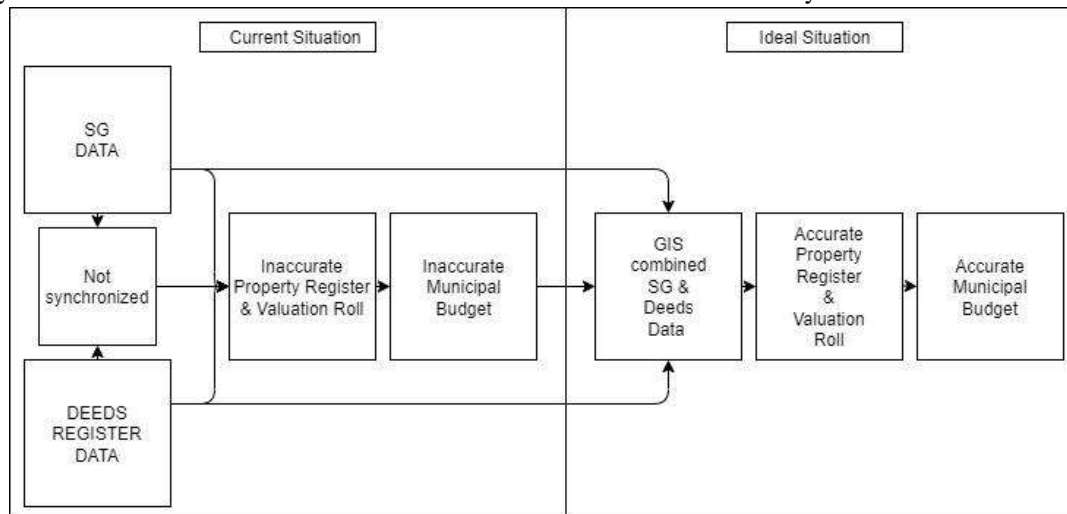 Current Situation
Ideal Situation
SG
DATA
Not
synchronized
DEEDS
REGISTER
DATA
Inaccurate
Property Register
& Valuation Roll
Inaccurate
Municipal
Budget
GIS
combined
SG &
Deeds
Data
Accurate
Property
Register
&
Valuation
Roll
Accurate
Municipal
Budget